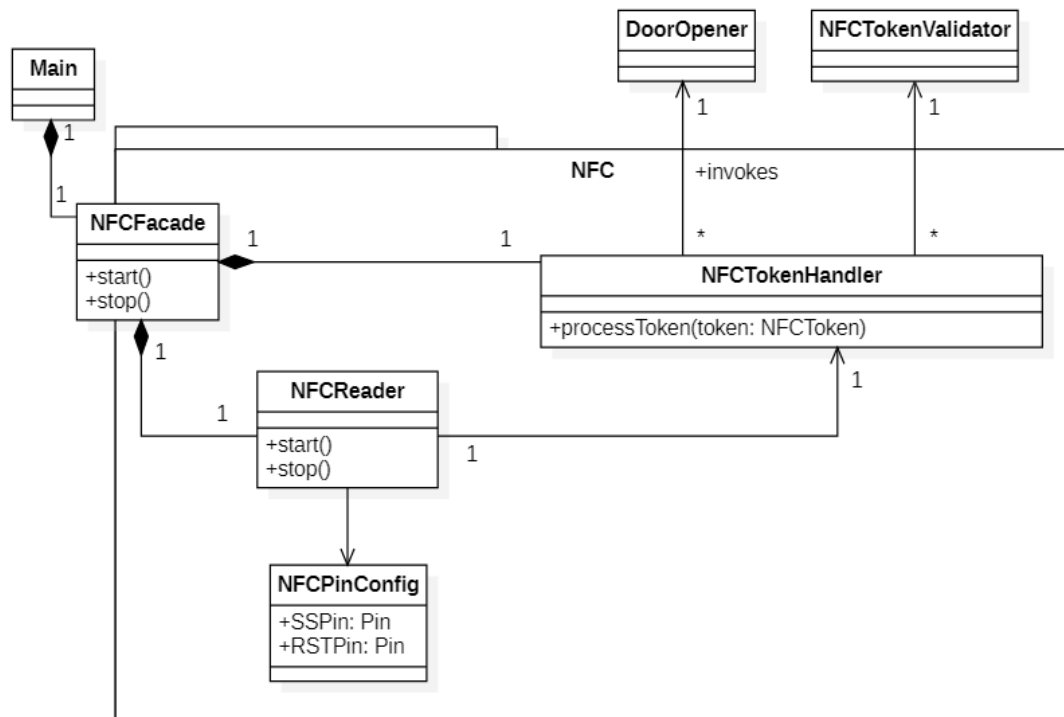 DoorOpener
NFCTokenValidator
Main
1
1
1
1
NFC
+invokes
1
NFCFacade
*
*
1
1
NFCTokenHandler
+start()
+stop()
+processToken(token: NFCToken)
1
NFCReader
1
1
+start()
+stop()
1
NFCPinConfig
+SSPin: Pin
+RSTPin: Pin